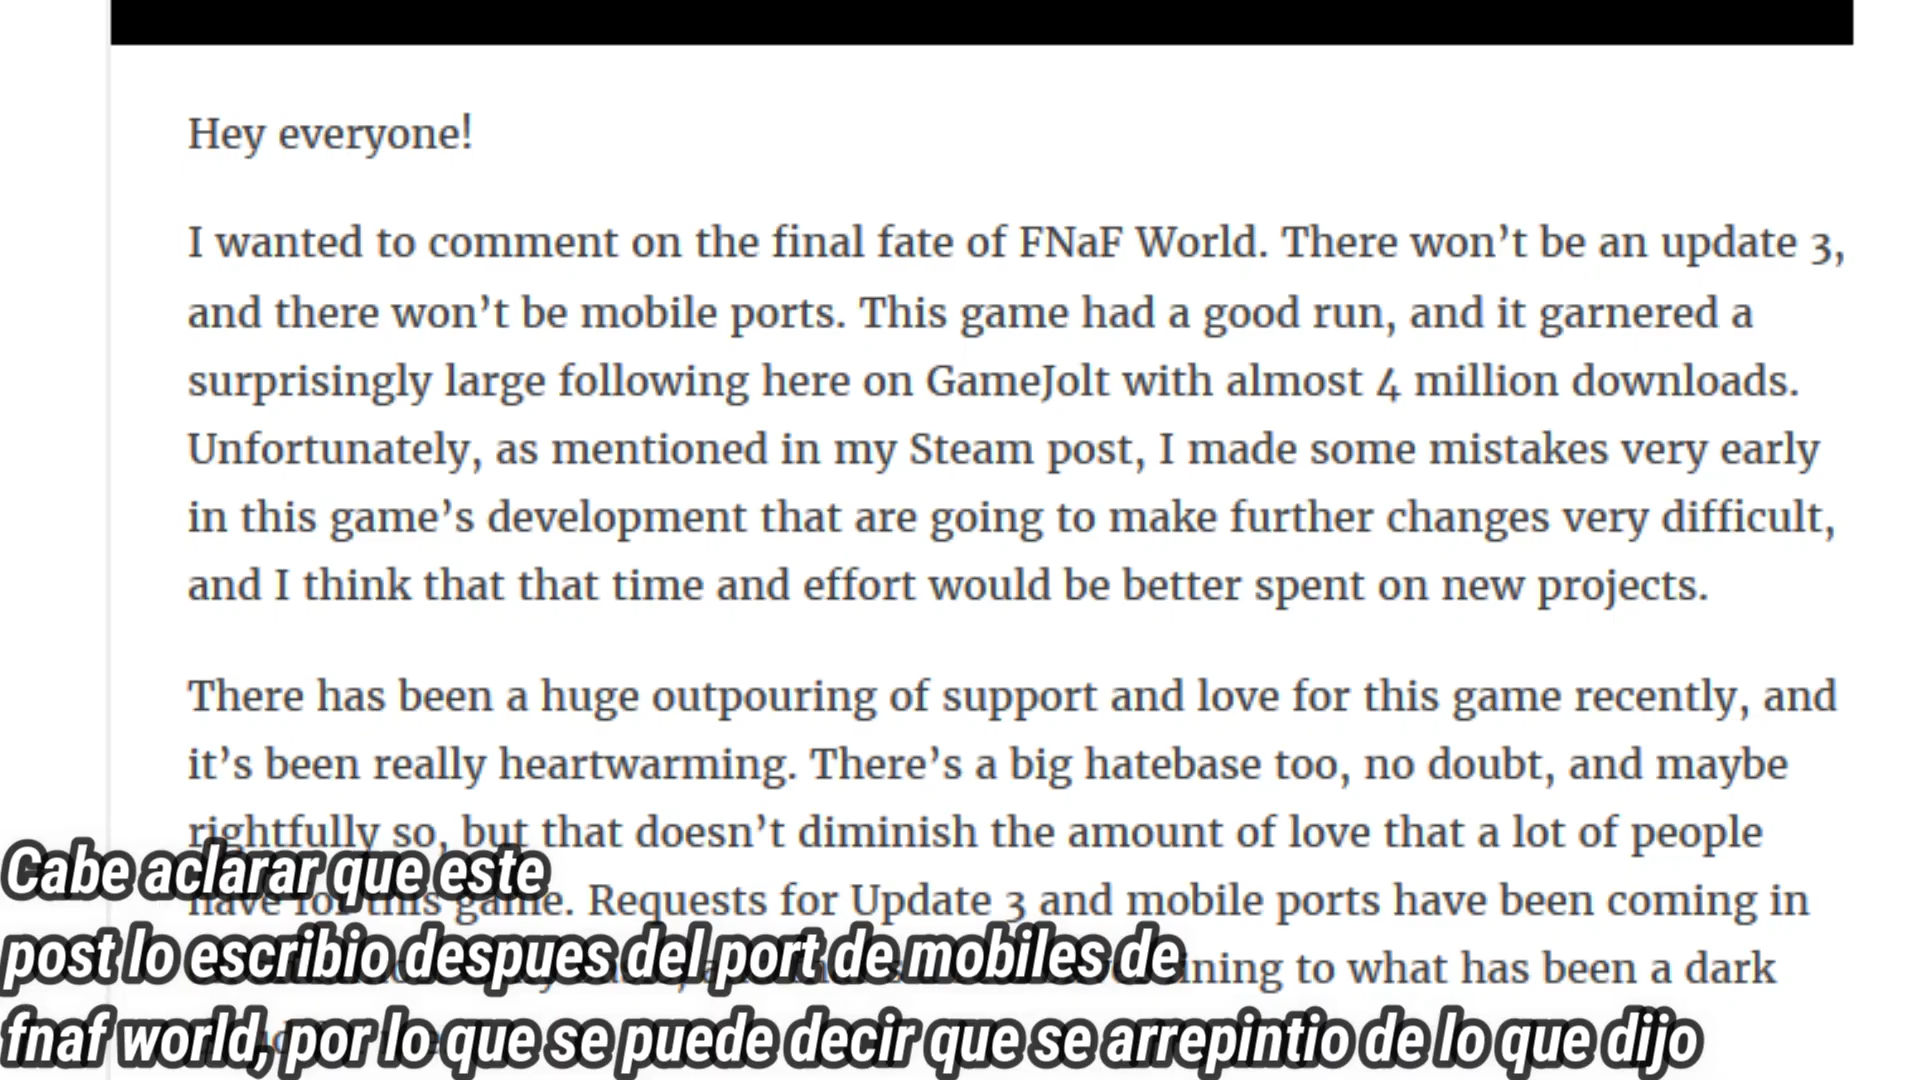 Hey everyone!
I wanted to comment on the final fate of FNaF World. There won’t be an update 3,
and there won’t be mobile ports. This game had a good run, and it garnered a
surprisingly large following here on GameJolt with almost 4 million downloads.
Unfortunately, as mentioned in my Steam post, I made some mistakes very early
in this game’s development that are going to make further changes very difficult,
and I think that that time and effort would be better spent on new projects.
There has been a huge outpouring of support and love for this game recently, and
it’s been really heartwarming. There’s a big hatebase too, no doubt, and maybe
rightfully so, but that doesn’t diminish the amount of love that a lot of people
have for this game. Requests for Update 3 and mobile ports have been coming in
ining to what has been a dark
Cabe aclarar que este
post lo escribio despues del port de mobiles de
fnaf world, por lo que se puede decir que se arrepintio de lo que dijo